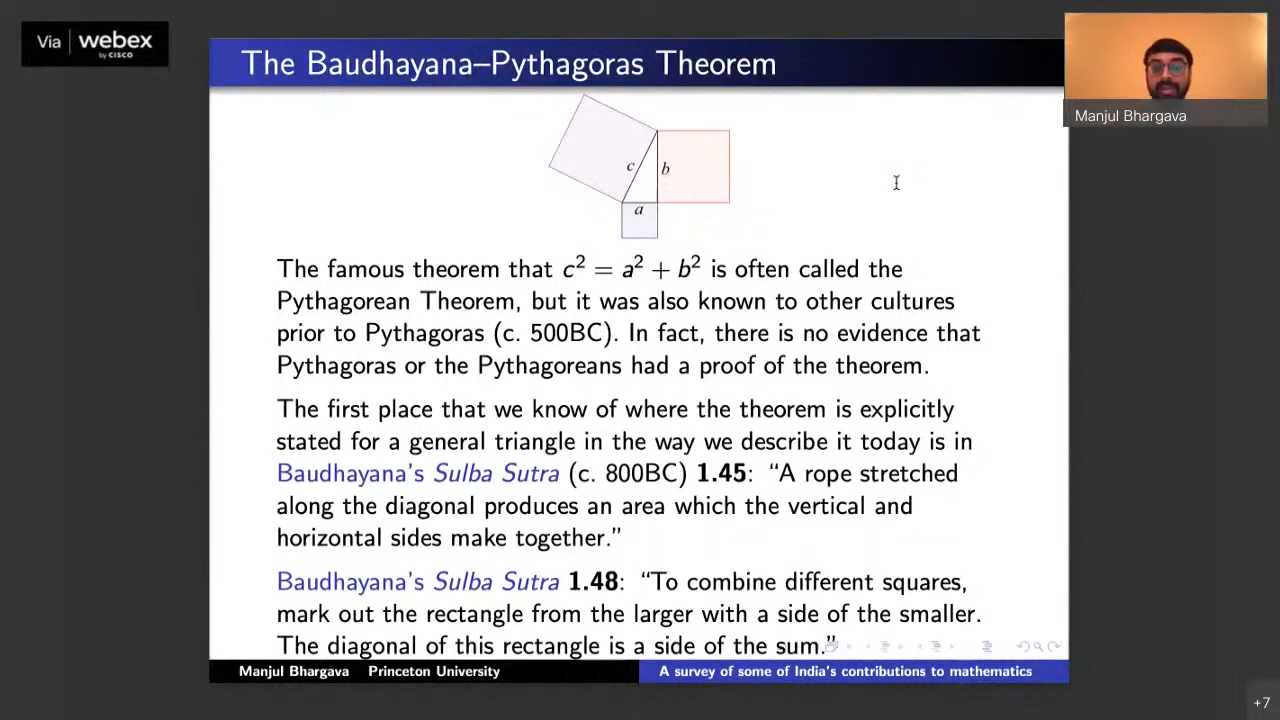 Via webex
by CISCO
The Baudhayana–Pythagoras Theorem
Manjul Bhargava
c
b
a
The famous theorem that c² = a² + b² is often called the
Pythagorean Theorem, but it was also known to other cultures
prior to Pythagoras (c. 500BC). In fact, there is no evidence that
Pythagoras or the Pythagoreans had a proof of the theorem.
The first place that we know of where the theorem is explicitly
stated for a general triangle in the way we describe it today is in
Baudhayana's Sulba Sutra (c. 800BC) 1.45: “A rope stretched
along the diagonal produces an area which the vertical and
horizontal sides make together.”
Baudhayana's Sulba Sutra 1.48: “To combine different squares,
mark out the rectangle from the larger with a side of the smaller.
The diagonal of this rectangle is a side of the sum.”
Manjul Bhargava Princeton University
A survey of some of India's contributions to mathematics
+7